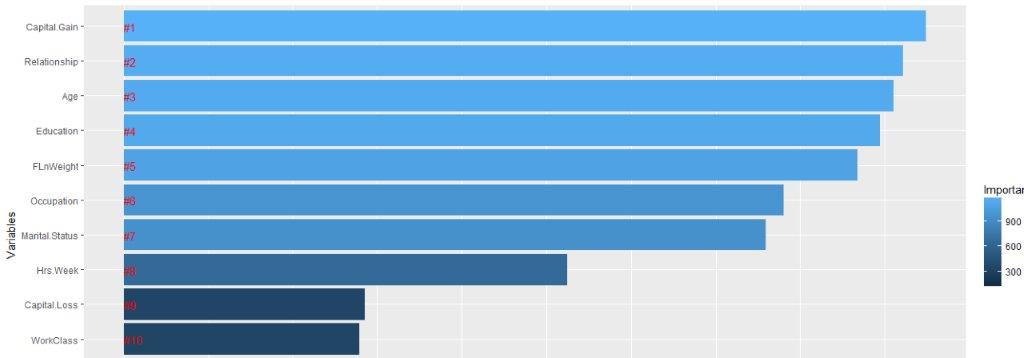 Capital.Gain #1
Relationship #2
Age #3
Education #4
FLnWeight #5
Occupation #6
Marital.Status #7
Hrs.Week #8
Capital.Loss #9
WorkClass #10
Variables
Importan
900
600
300